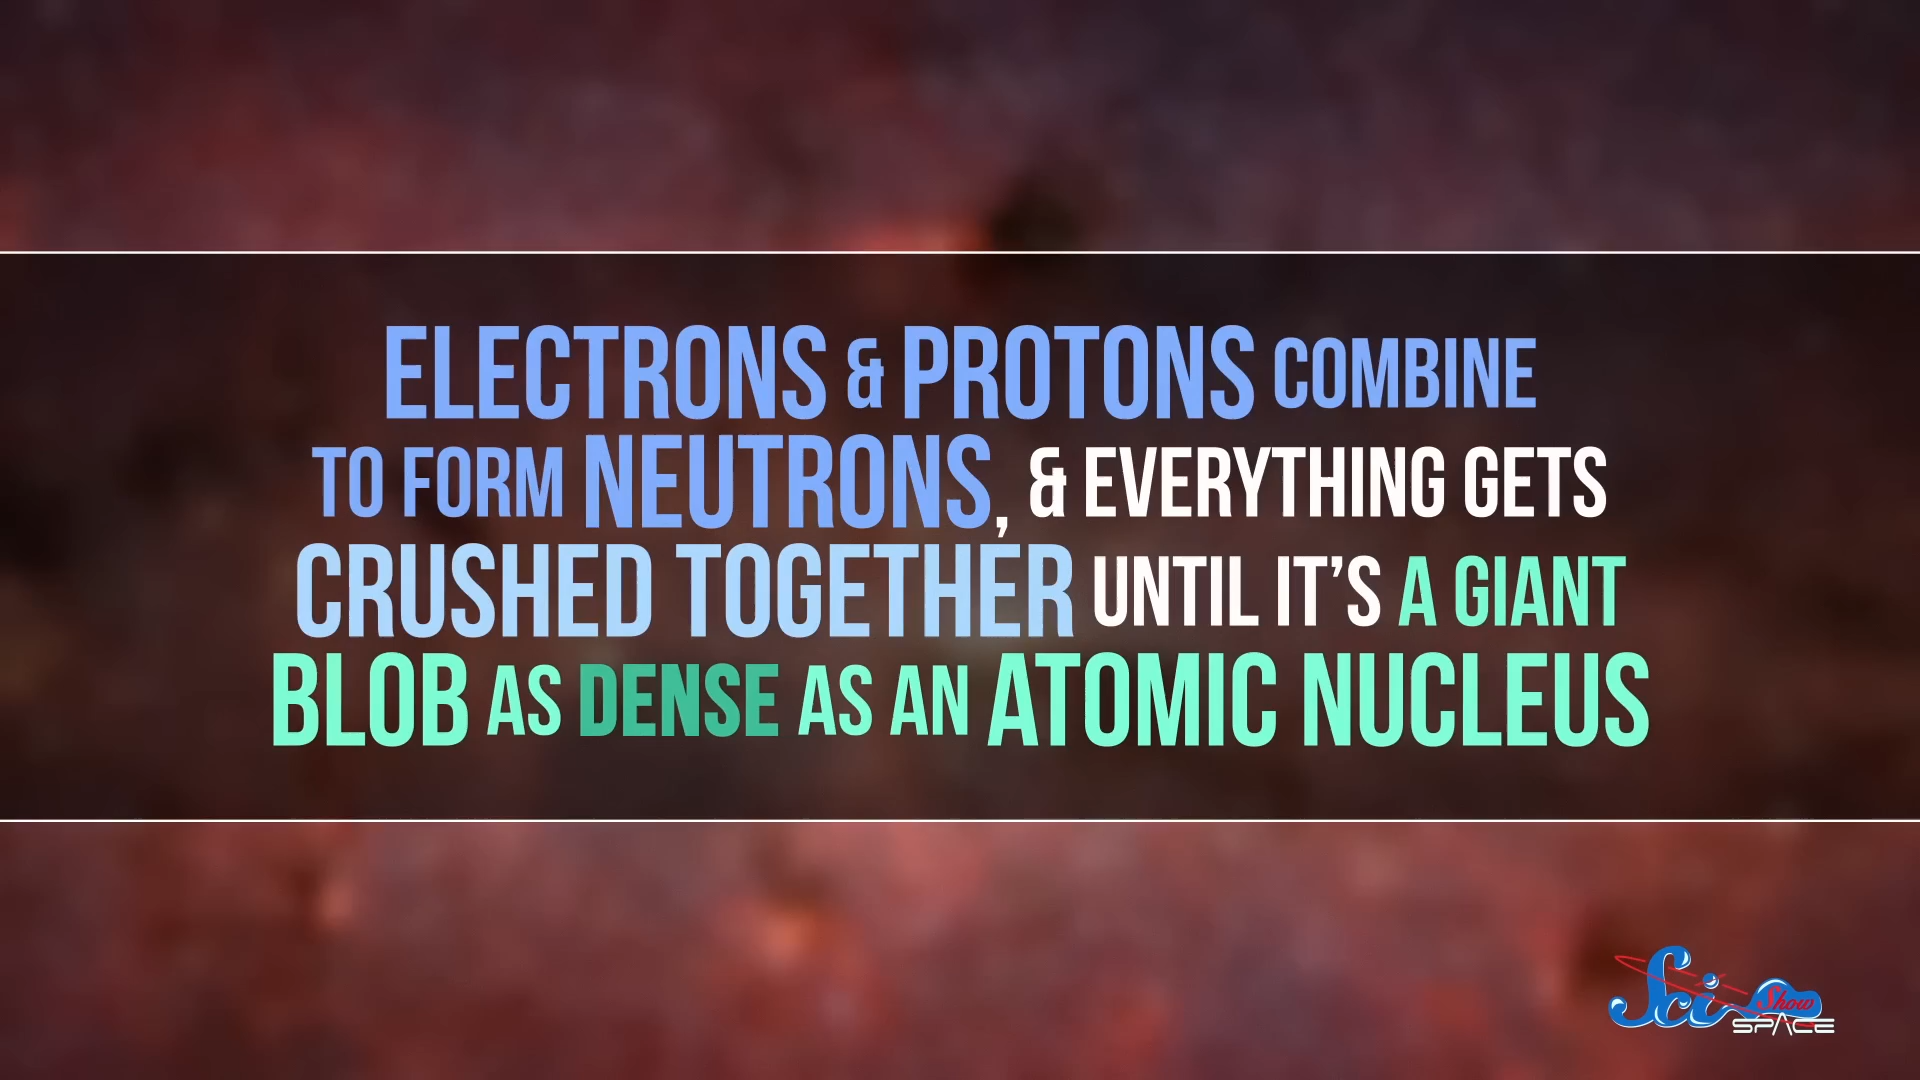 ELECTRONS & PROTONS COMBINE
TO FORM NEUTRONS, & EVERYTHING GETS
CRUSHED TOGETHER UNTIL IT'S A GIANT
BLOB AS DENSE AS AN ATOMIC NUCLEUS
Sci Show
SPACE